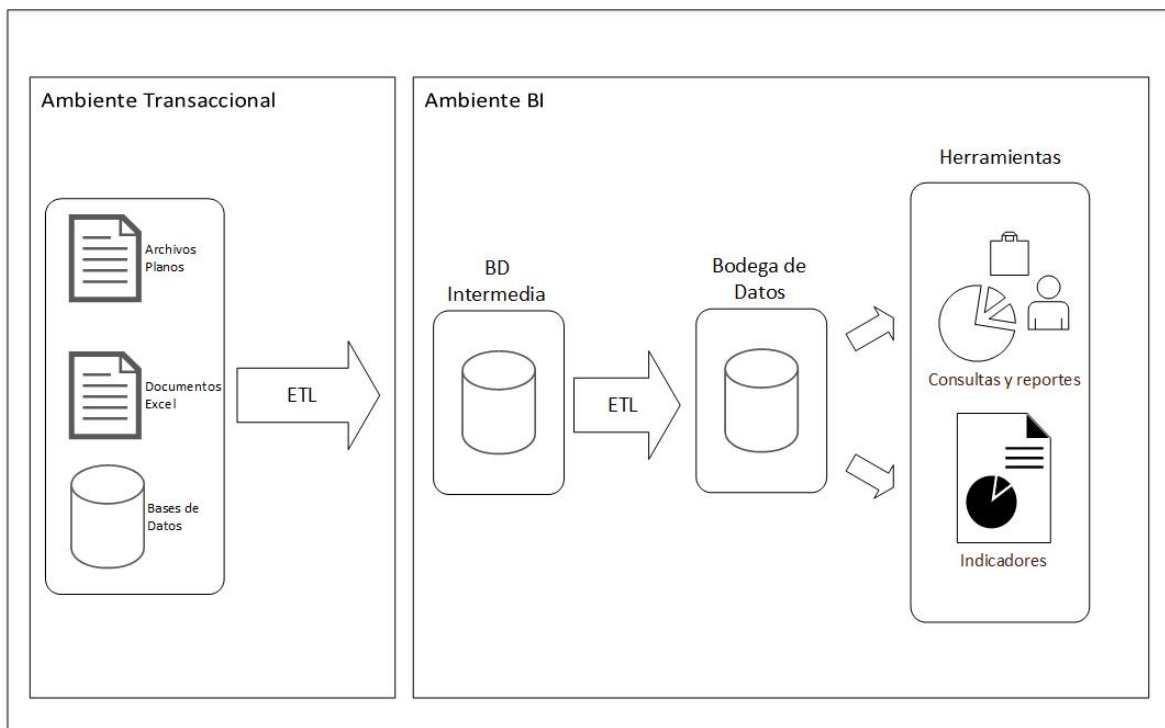 Ambiente Transaccional
Archivos
Planos
Documentos
Excel
Bases de
Datos
ETL
Ambiente BI
BD
Intermedia
ETL
Bodega de
Datos
Herramientas
Consultas y reportes
Indicadores